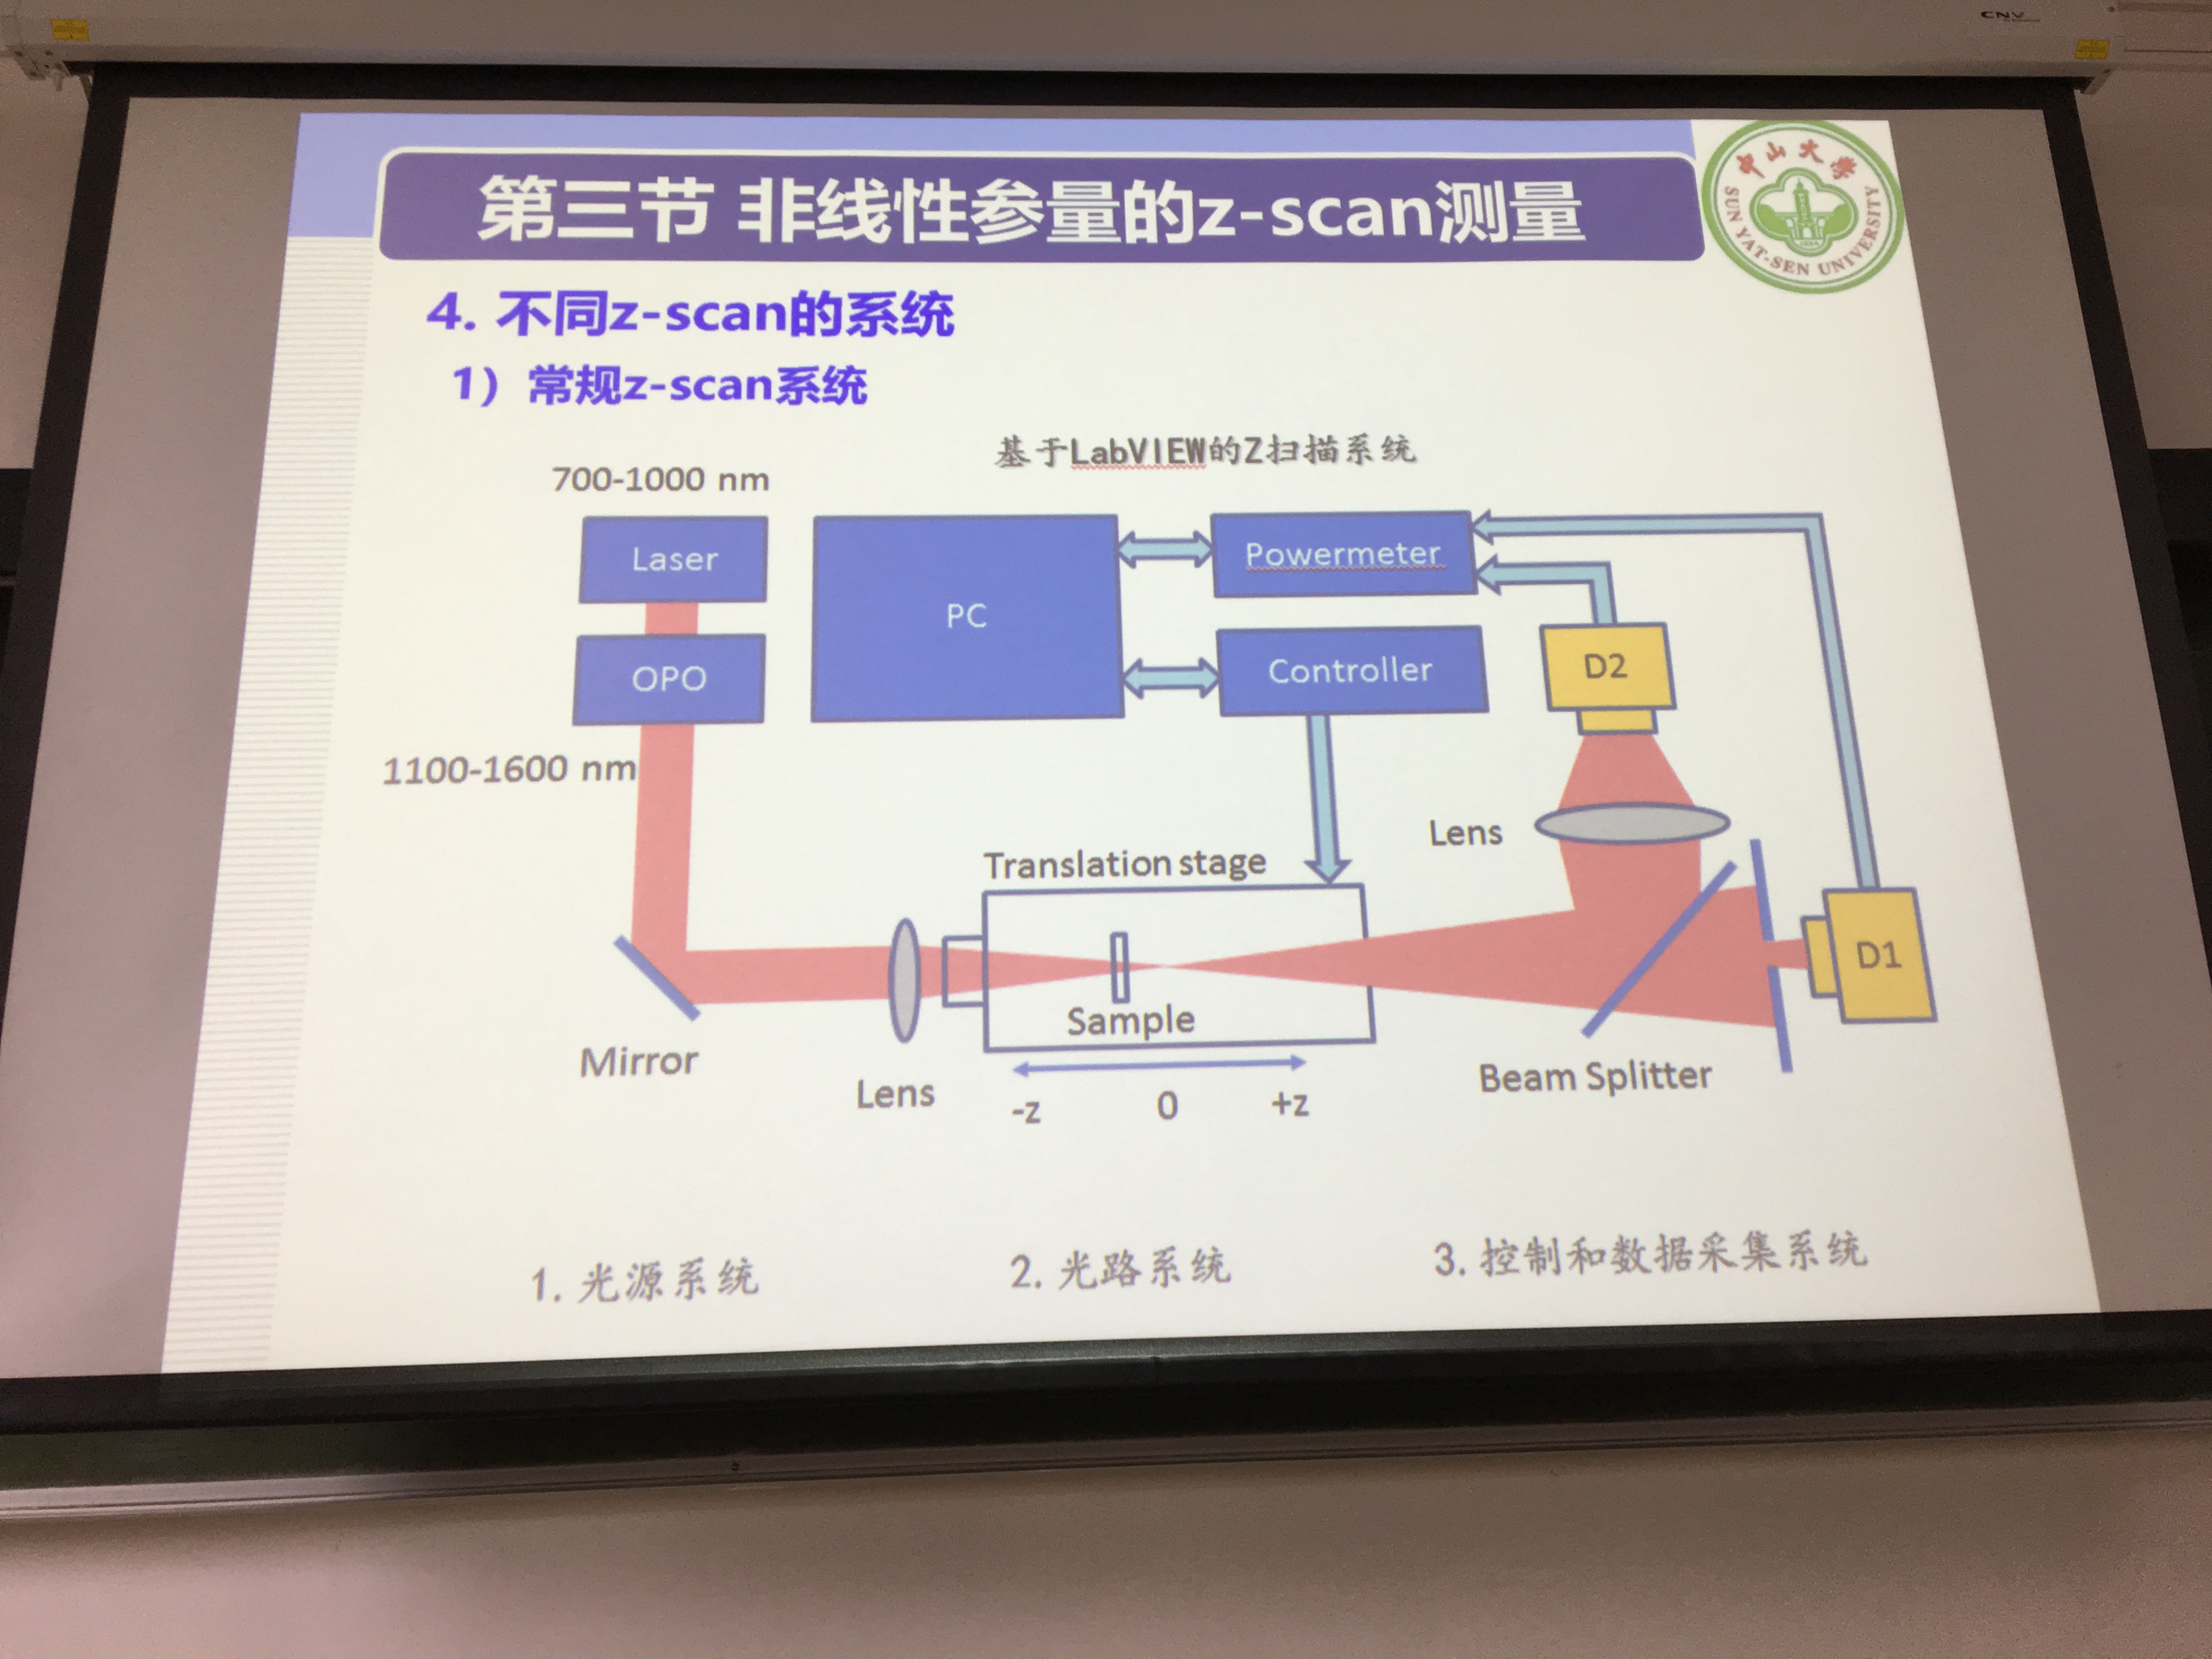 CNV
第三节 非线性参量的z-scan测量
中山大学
SUN YAT-SEN UNIVERSITY
4. 不同z-scan的系统
1）常规z-scan系统
基于LabVIEW的Z扫描系统
700-1000 nm
Laser
PC
Powermeter
OPO
Controller
D2
1100-1600 nm
Lens
Translation stage
D1
Sample
Mirror
Lens
Beam Splitter
-z 0 +z
1. 光源系统 2. 光路系统 3. 控制和数据采集系统